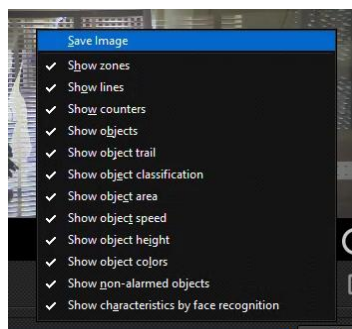 Save Image
Show zones
Show lines
Show counters
Show objects
Show object trail
Show object classification
Show object area
Show object speed
Show object height
Show object colors
Show non-alarmed objects
Show characteristics by face recognition